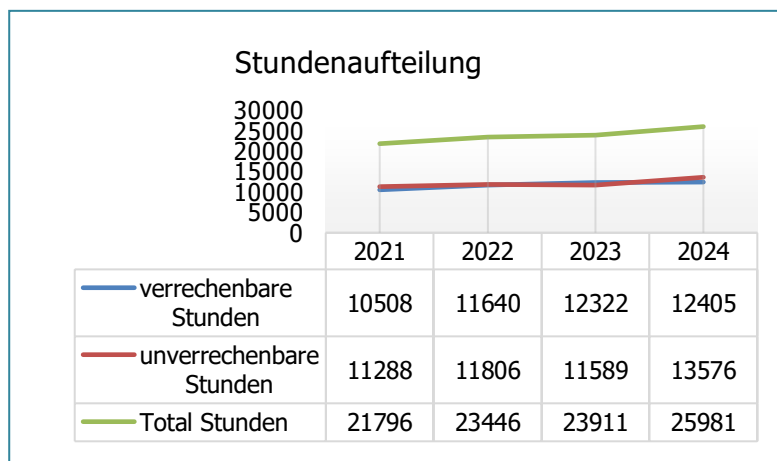 Stundenaufteilung
30000
25000
20000
15000
10000
5000
0
2021 2022 2023 2024
verrechenbare
Stunden
10508 11640 12322 12405
unverrechenbare
Stunden
11288 11806 11589 13576
Total Stunden 21796 23446 23911 25981